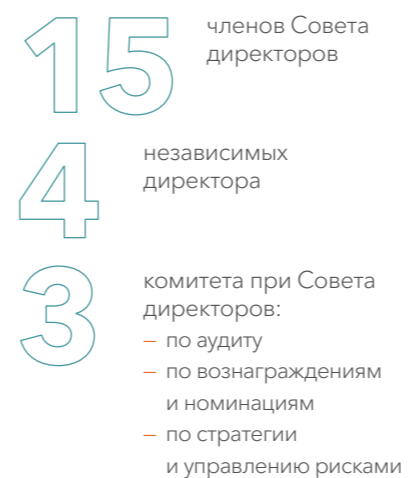 15 членов Совета
директоров
4 независимых
директора
3 комитета при Совета
директоров:
– по аудиту
– по вознаграждениям
и номинациям
– по стратегии
и управлению рисками